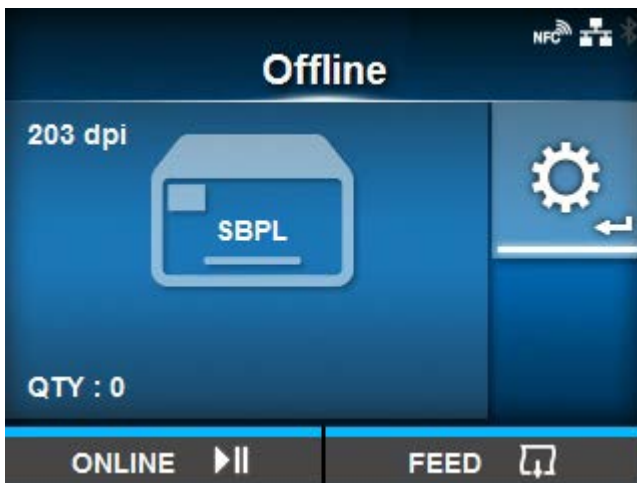 NFC
Offline
203 dpi
SBPL
QTY : 0
ONLINE
FEED